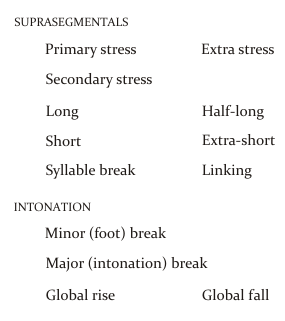 SUPRASEGMENTALS
Primary stress Extra stress
Secondary stress
Long Half-long
Short Extra-short
Syllable break Linking
INTONATION
Minor (foot) break
Major (intonation) break
Global rise Global fall